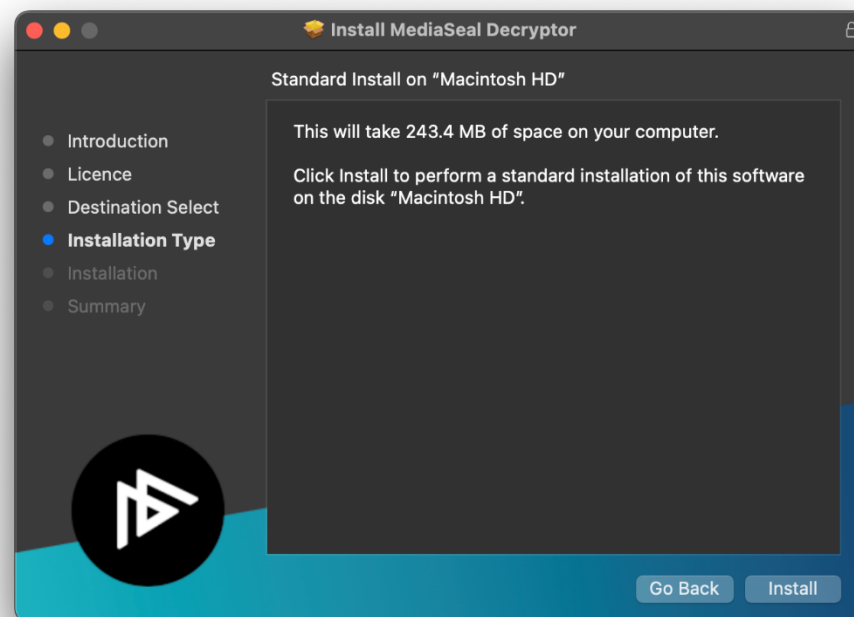 Install MediaSeal Decryptor
Standard Install on “Macintosh HD”
Introduction
Licence
Destination Select
Installation Type
Installation
Summary
This will take 243.4 MB of space on your computer.
Click Install to perform a standard installation of this software
on the disk “Macintosh HD”.
Go Back
Install